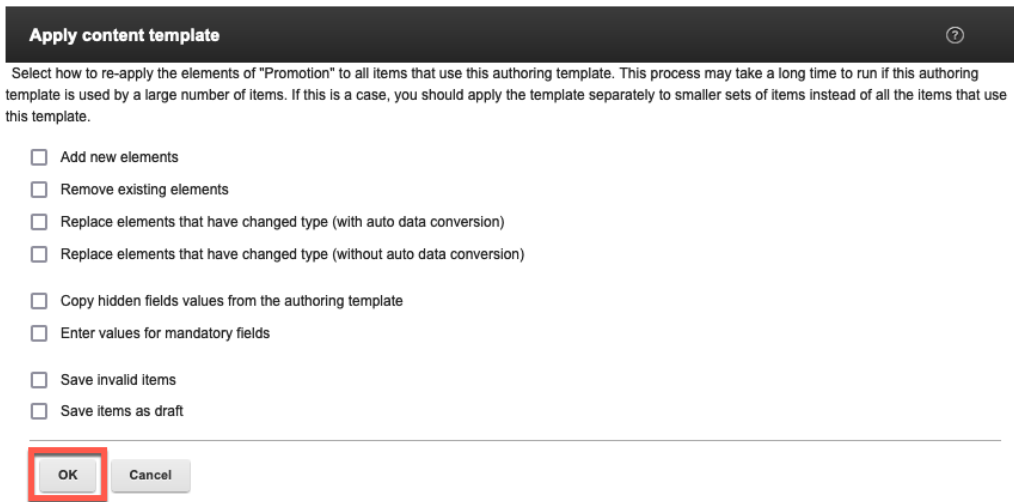 Apply content template
?
Select how to re-apply the elements of "Promotion" to all items that use this authoring template. This process may take a long time to run if this authoring
template is used by a large number of items. If this is a case, you should apply the template separately to smaller sets of items instead of all the items that use
this template.
Add new elements
Remove existing elements
Replace elements that have changed type (with auto data conversion)
Replace elements that have changed type (without auto data conversion)
Copy hidden fields values from the authoring template
Enter values for mandatory fields
Save invalid items
Save items as draft
OK Cancel